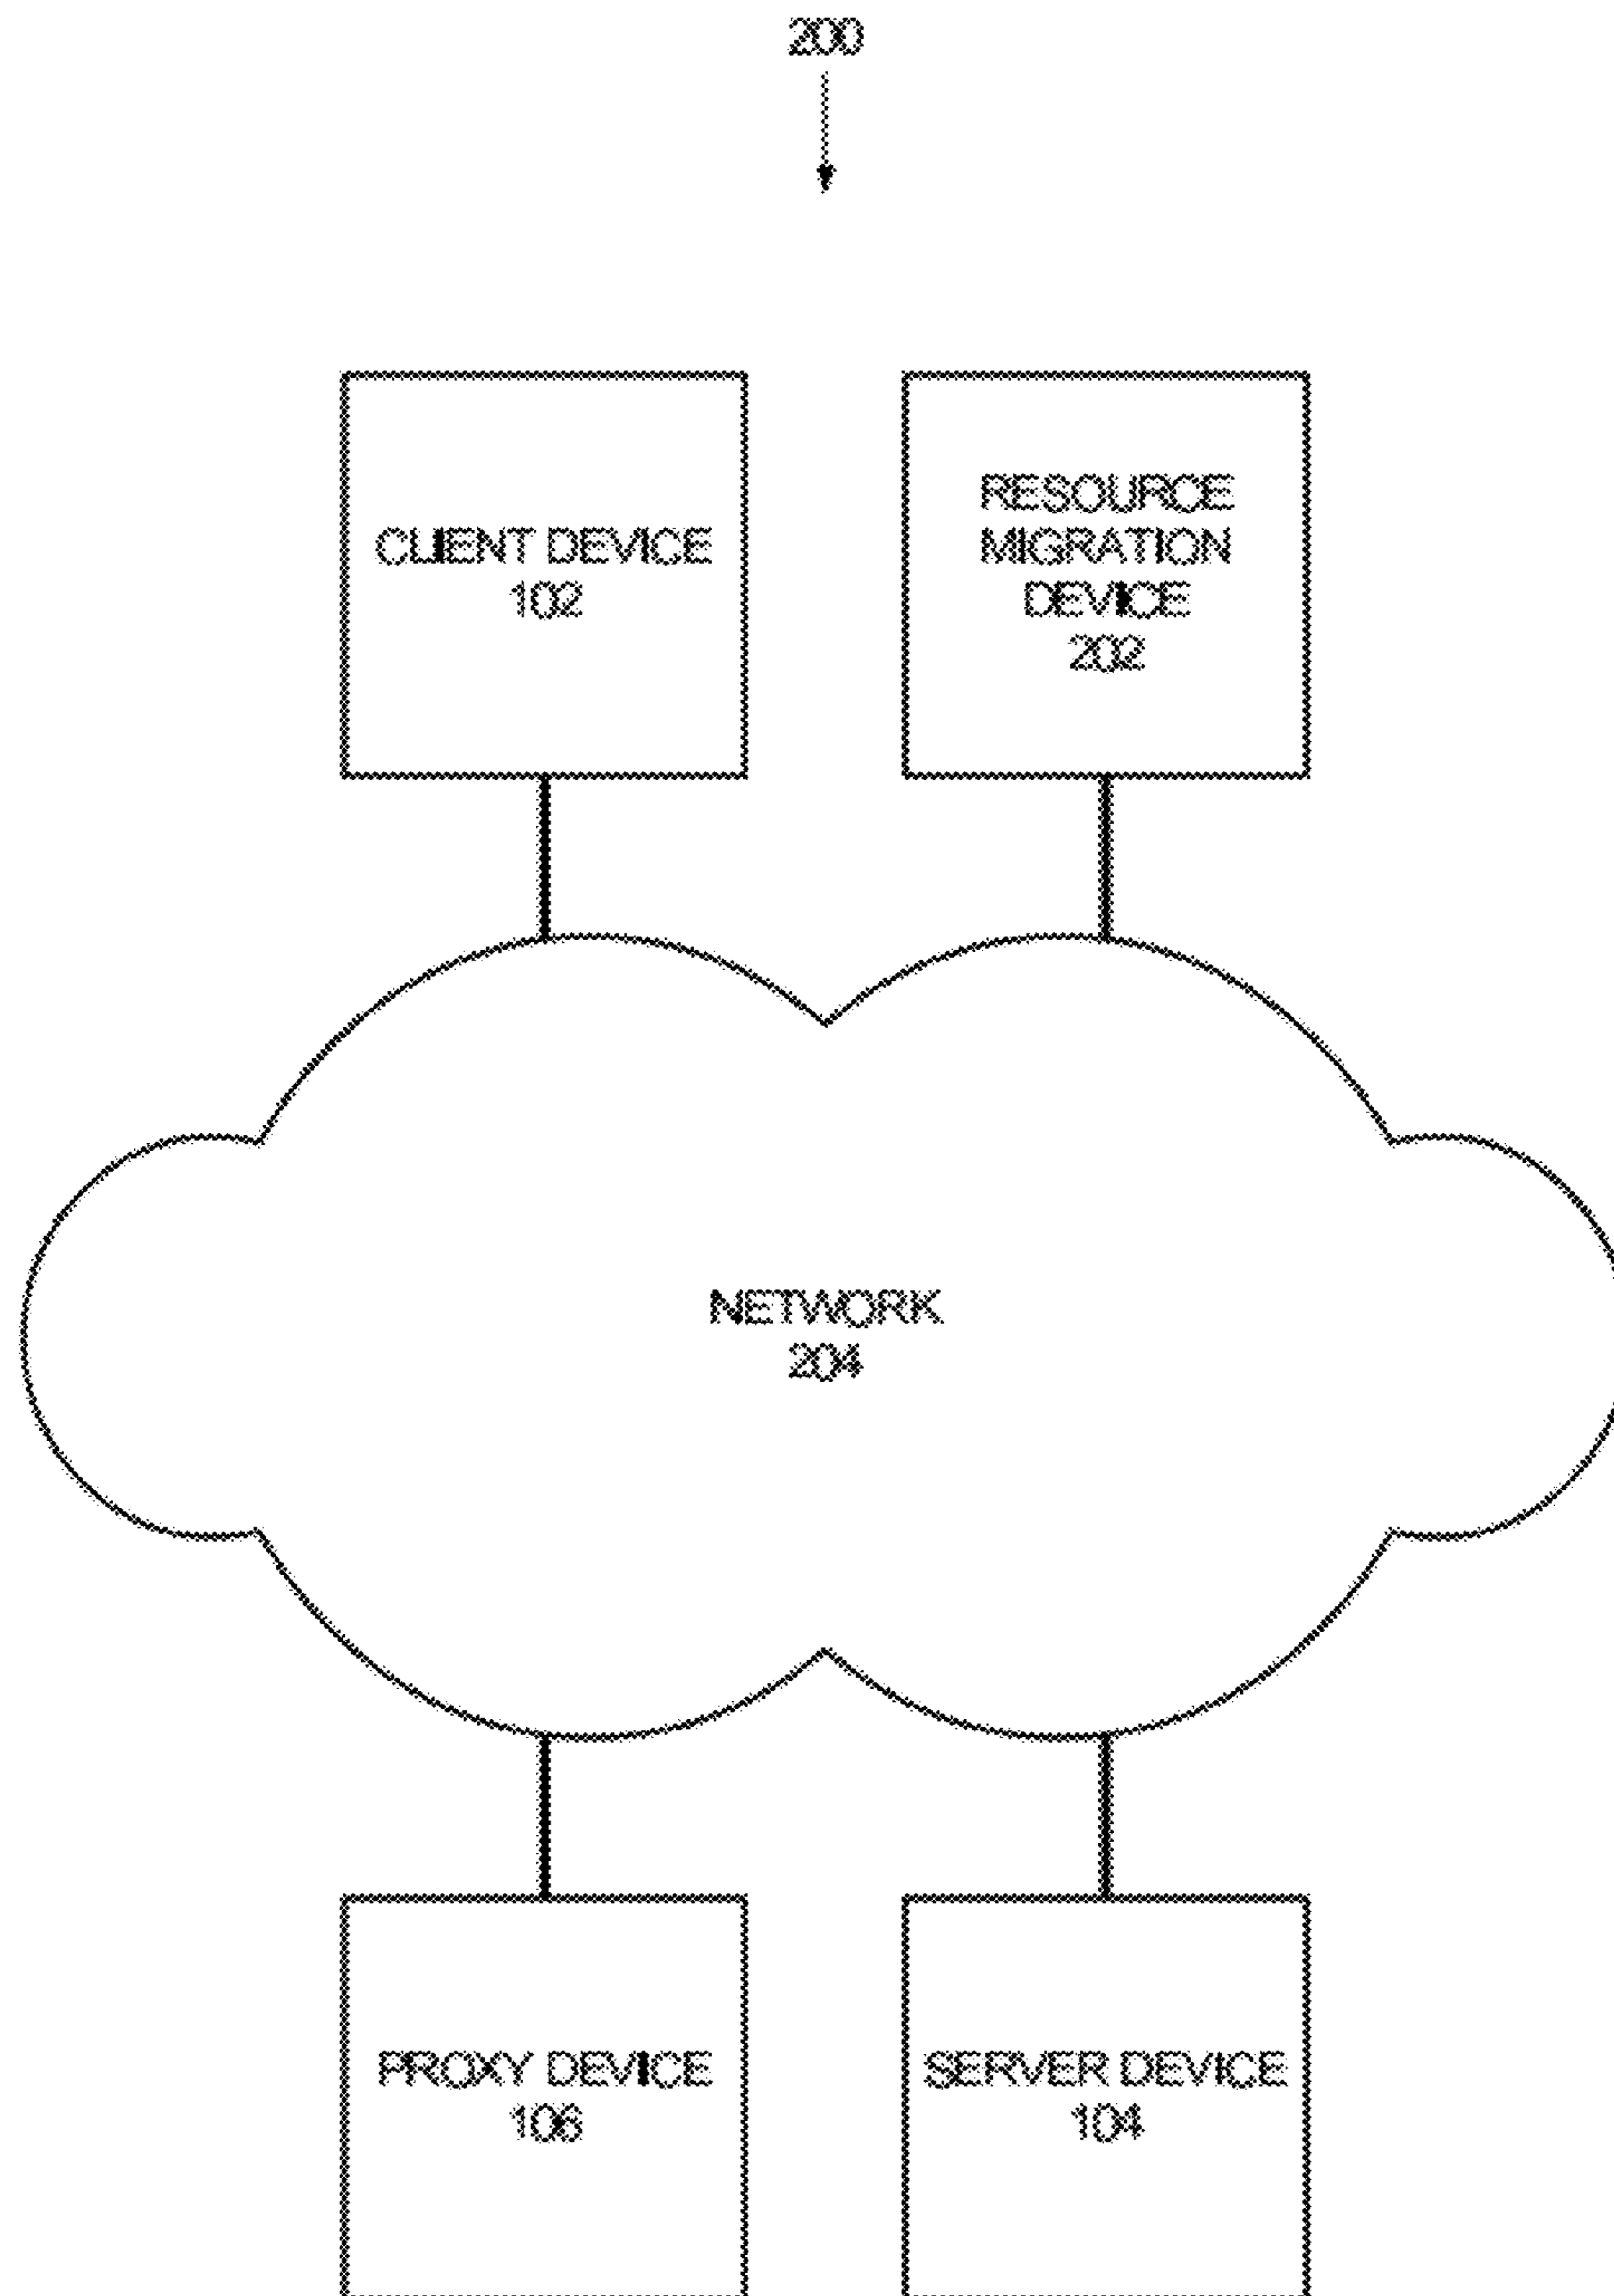 200
CLIENT DEVICE
102
RESOURCE
MIGRATION
DEVICE
202
NETWORK
204
PROXY DEVICE
106
SERVER DEVICE
104